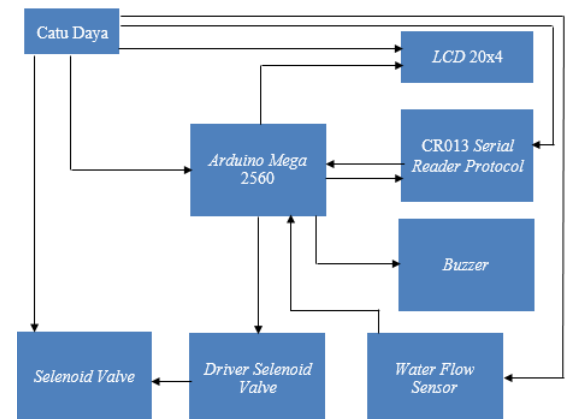 Catu Daya
LCD 20x4
Arduino Mega
2560
CR013 Serial
Reader Protocol
Buzzer
Selenoid Valve
Driver Selenoid
Valve
Water Flow
Sensor